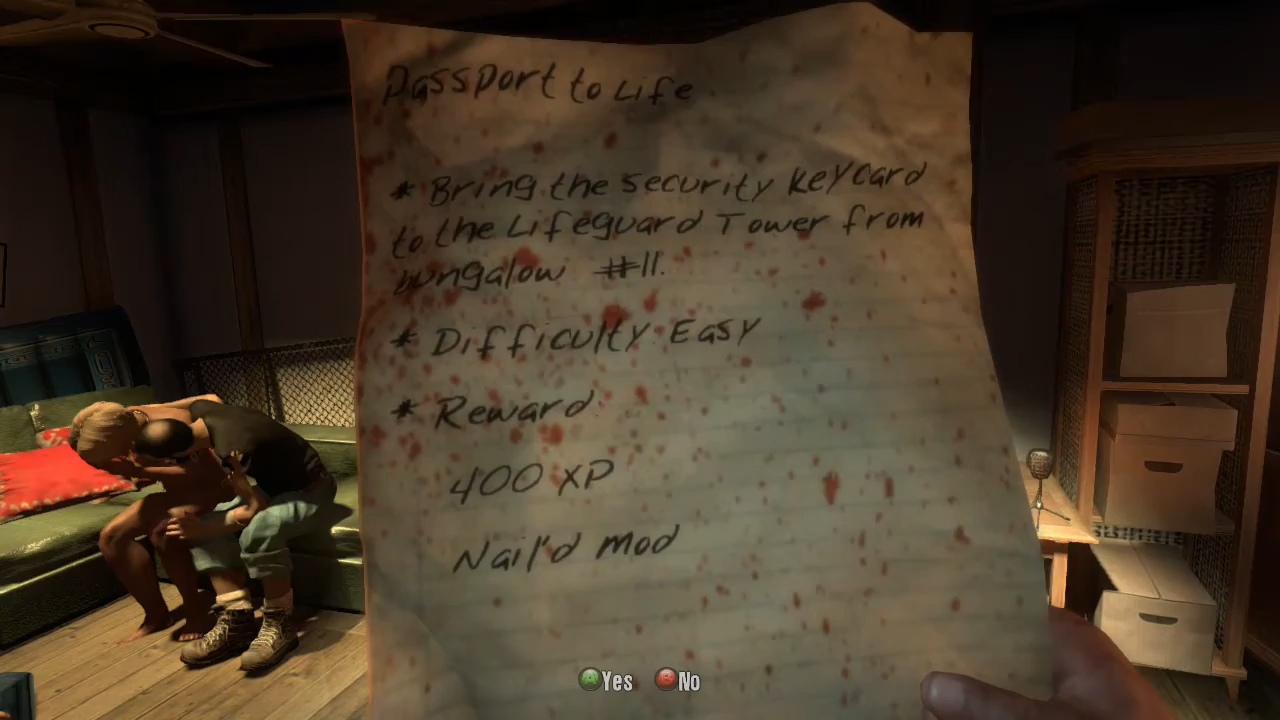 Passport to Life
* Bring the security keycard
to the Lifeguard Tower from
bungalow #11.
* Difficulty Easy
* Reward
400 XP
Nail'd mod
A Yes B No